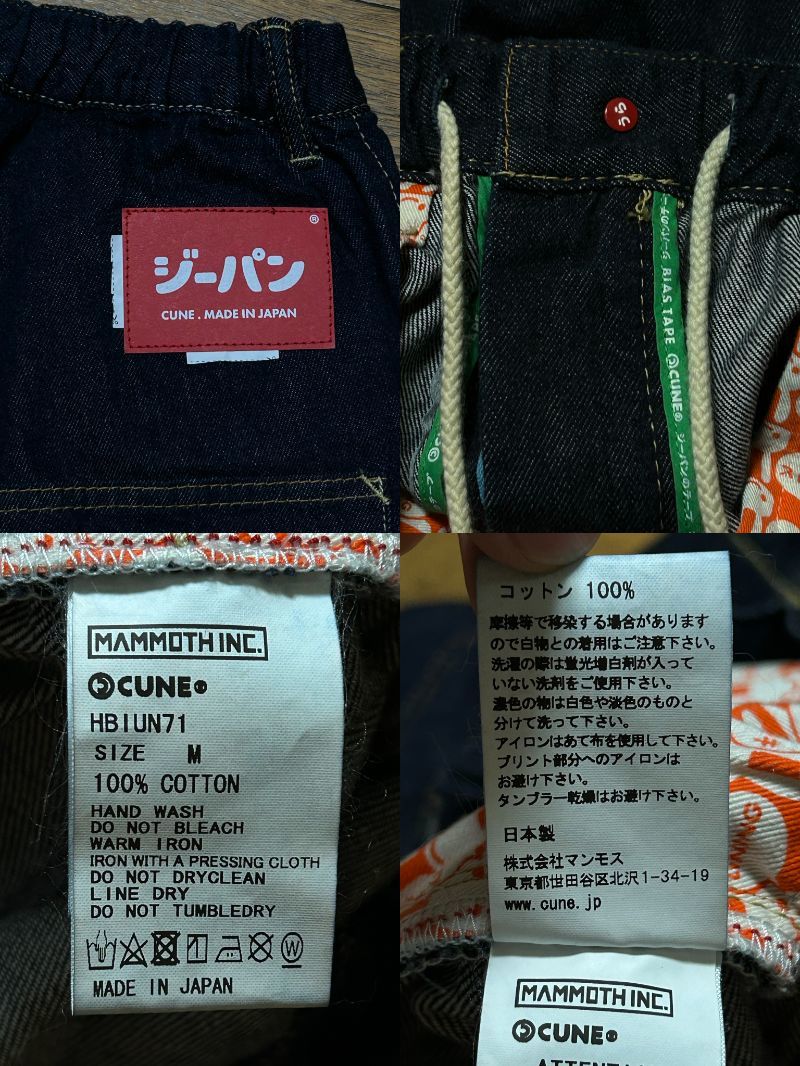 ®
ジーパン
CUNE . MADE IN JAPAN
うら
BIAS TAPE
CUNE®
ジーパンのテープ
MAMMOTH INC.
CUNE®
HBIUN71
SIZE M
100% COTTON
HAND WASH
DO NOT BLEACH
WARM IRON
IRON WITH A PRESSING CLOTH
DO NOT DRYCLEAN
LINE DRY
DO NOT TUMBLEDRY
W
MADE IN JAPAN
コットン 100%
摩擦等で移染する場合があります
ので白物との着用はご注意下さい。
洗濯の際は蛍光増白剤が入って
いない洗剤をご使用下さい。
濃色の物は白色や淡色のものと
分けて洗って下さい。
アイロンはあて布を使用して下さい。
プリント部分へのアイロンは
お避け下さい。
タンブラー乾燥はお避け下さい。
日本製
株式会社マンモス
東京都世田谷区北沢1-34-19
www.cune.jp
MAMMOTH INC.
CUNE®